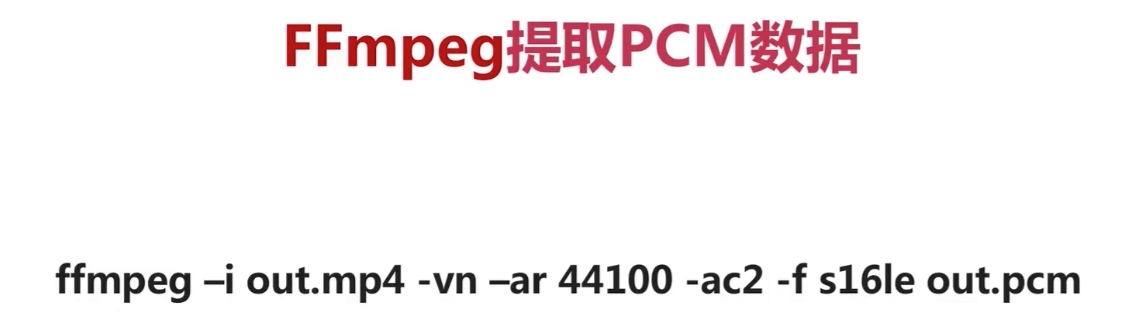 FFmpeg提取PCM数据
ffmpeg –i out.mp4 -vn –ar 44100 -ac2 -f s16le out.pcm